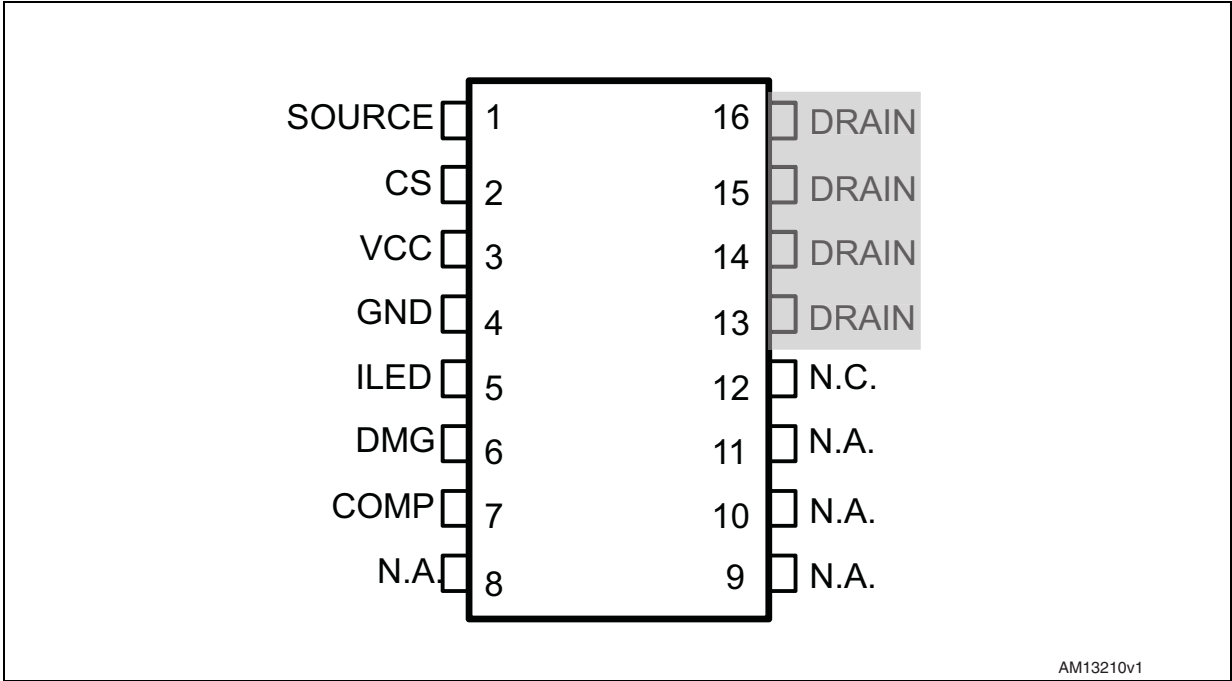 SOURCE 1 16 DRAIN
CS 2 15 DRAIN
VCC 3 14 DRAIN
GND 4 13 DRAIN
ILED 5 12 N.C.
DMG 6 11 N.A.
COMP 7 10 N.A.
N.A. 8 9 N.A.
AM13210v1